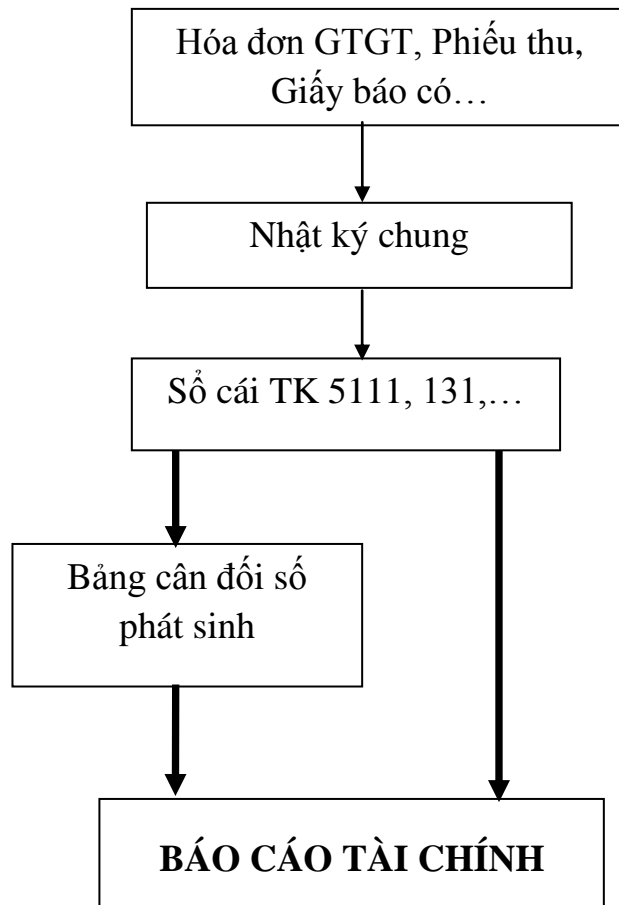 Hóa đơn GTGT, Phiếu thu,
Giấy báo có…
Nhật ký chung
Sổ cái TK 5111, 131,…
Bảng cân đối số
phát sinh
BÁO CÁO TÀI CHÍNH